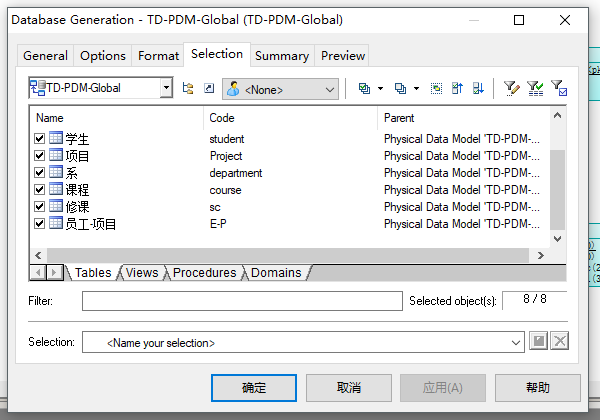 Database Generation - TD-PDM-Global (TD-PDM-Global)
General Options Format Selection Summary Preview
TD-PDM-Global <None>
Name Code Parent
学生 student Physical Data Model 'TD-PDM-...
项目 Project Physical Data Model 'TD-PDM-...
系 department Physical Data Model 'TD-PDM-...
课程 course Physical Data Model 'TD-PDM-...
修课 sc Physical Data Model 'TD-PDM-...
员工-项目 E-P Physical Data Model 'TD-PDM-...
Tables Views Procedures Domains
Filter: Selected object(s): 8 / 8
Selection: <Name your selection>
确定 取消 应用(A) 帮助